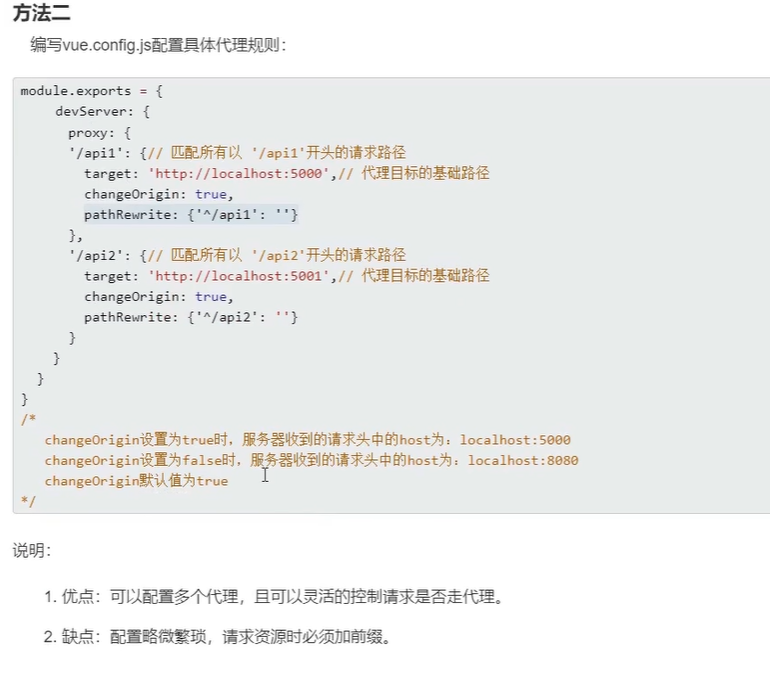 方法二
编写vue.config.js配置具体代理规则：
module.exports = {
devServer: {
proxy: {
'/api1': {// 匹配所有以 '/api1'开头的请求路径
target: 'http://localhost:5000',// 代理目标的基础路径
changeOrigin: true,
pathRewrite: {'^/api1': ''}
},
'/api2': {// 匹配所有以 '/api2'开头的请求路径
target: 'http://localhost:5001',// 代理目标的基础路径
changeOrigin: true,
pathRewrite: {'^/api2': ''}
}
}
}
}
/*
changeOrigin设置为true时，服务器收到的请求头中的host为：localhost:5000
changeOrigin设置为false时，服务器收到的请求头中的host为：localhost:8080
changeOrigin默认值为true
*/
说明：
1. 优点：可以配置多个代理，且可以灵活的控制请求是否走代理。
2. 缺点：配置略微繁琐，请求资源时必须加前缀。